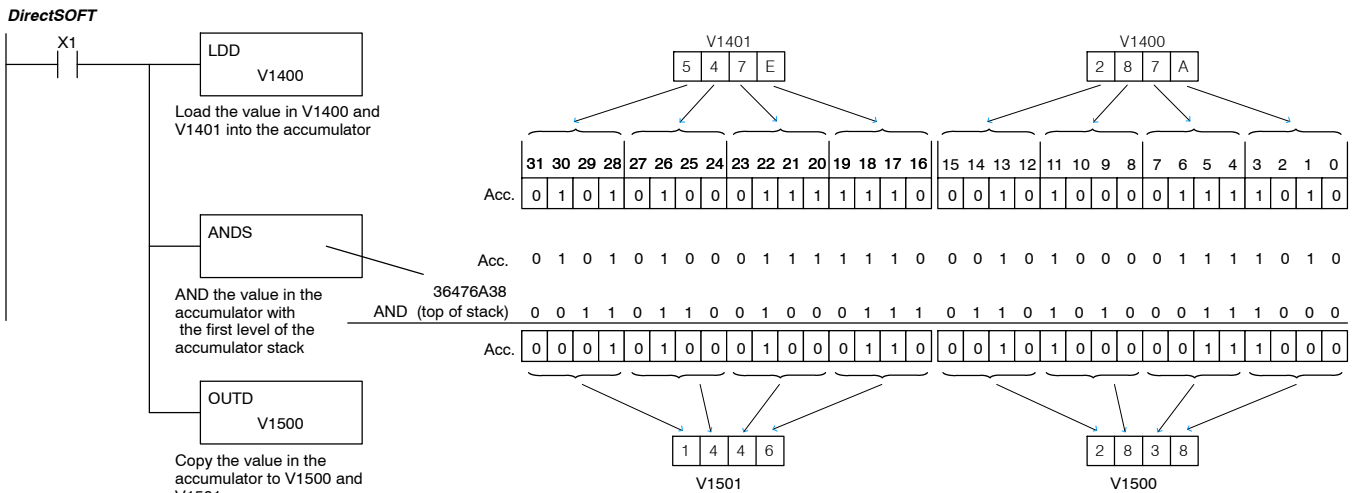 DirectSOFT
X1
LDD
V1400
Load the value in V1400 and
V1401 into the accumulator
ANDS
AND the value in the
accumulator with
the first level of the
accumulator stack
OUTD
V1500
Copy the value in the
accumulator to V1500 and
V1401 V1400
5 4 7 E 2 8 7 A
31 30 29 28 27 26 25 24 23 22 21 20 19 18 17 16 15 14 13 12 11 10 9 8 7 6 5 4 3 2 1 0
Acc. 0 1 0 1 0 1 0 0 0 1 1 1 1 1 1 0 0 0 1 0 1 0 0 0 0 1 1 1 1 0 1 0
Acc. 0 1 0 1 0 1 0 0 0 1 1 1 1 1 1 0 0 0 1 0 1 0 0 0 0 1 1 1 1 0 1 0
36476A38
AND (top of stack) 0 0 1 1 0 1 1 0 0 1 0 0 0 1 1 1 0 1 1 0 1 0 1 0 0 0 1 1 1 0 0 0
Acc. 0 0 0 1 0 1 0 0 0 1 0 0 0 1 1 0 0 0 1 0 1 0 0 0 0 0 1 1 1 0 0 0
1 4 4 6 2 8 3 8
V1501 V1500